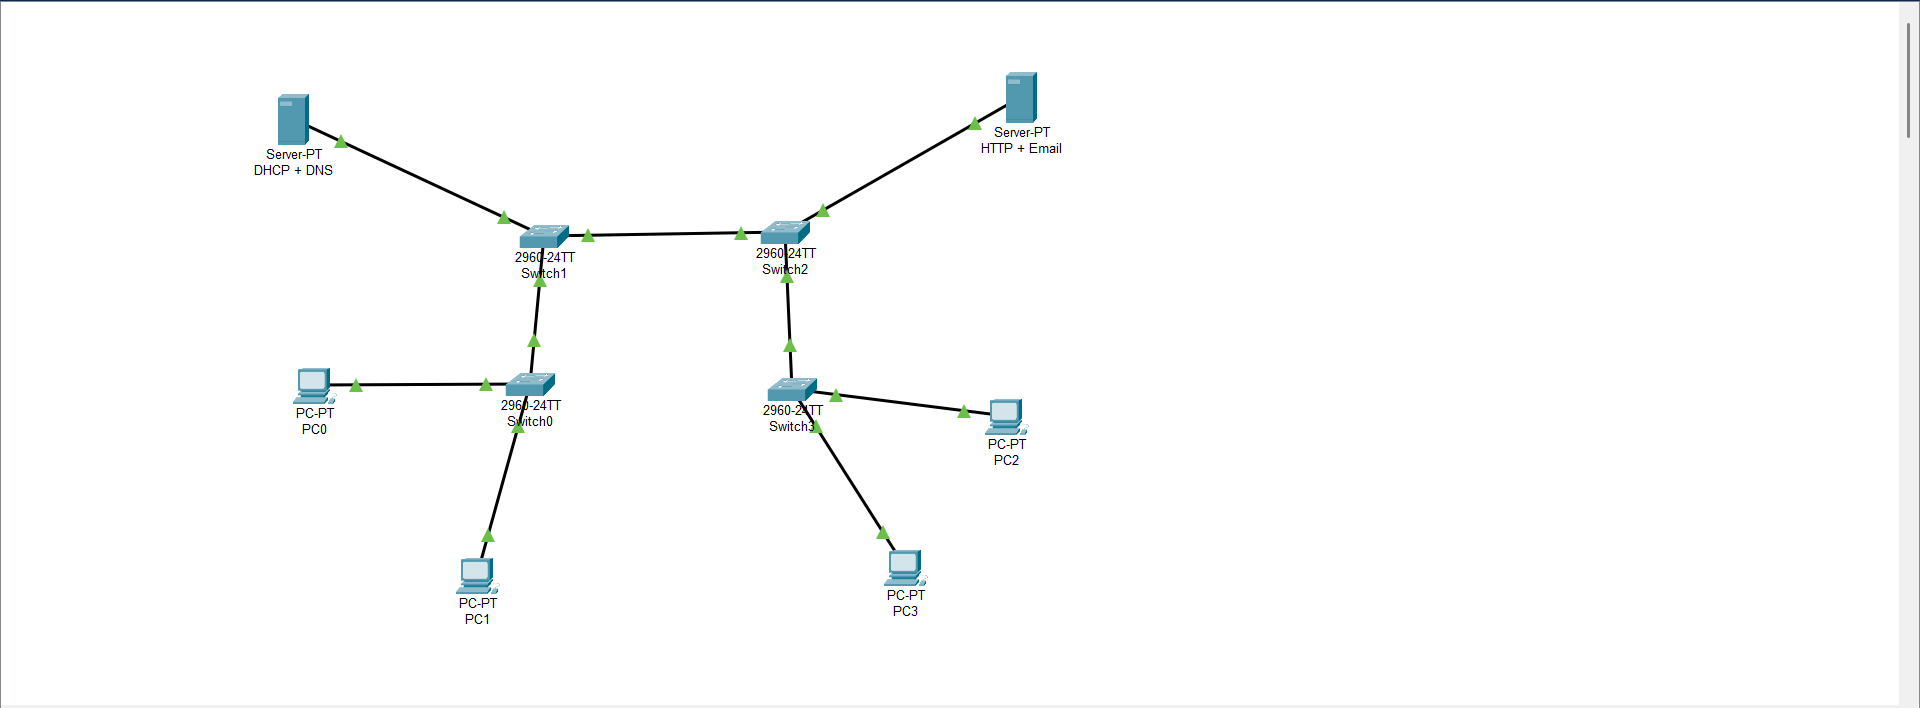 Server-PT
HTTP + Email
Server-PT
DHCP + DNS
2960-24TT
Switch1
2960-24TT
Switch2
PC-PT
PC0
2960-24TT
Switch0
2960-24TT
Switch3
PC-PT
PC2
PC-PT
PC1
PC-PT
PC3